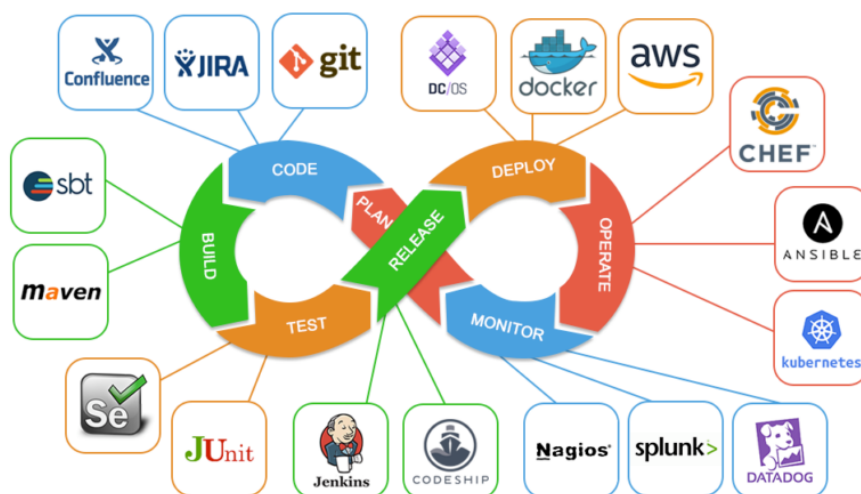 Confluence
JIRA
git
DC/OS
docker
aws
CHEF™
sbt
maven
CODE
PLAN
RELEASE
DEPLOY
BUILD
OPERATE
TEST
MONITOR
ANSIBLE
kubernetes
Se
JUnit
Jenkins
CODESHIP
Nagios®
splunk>
DATADOG